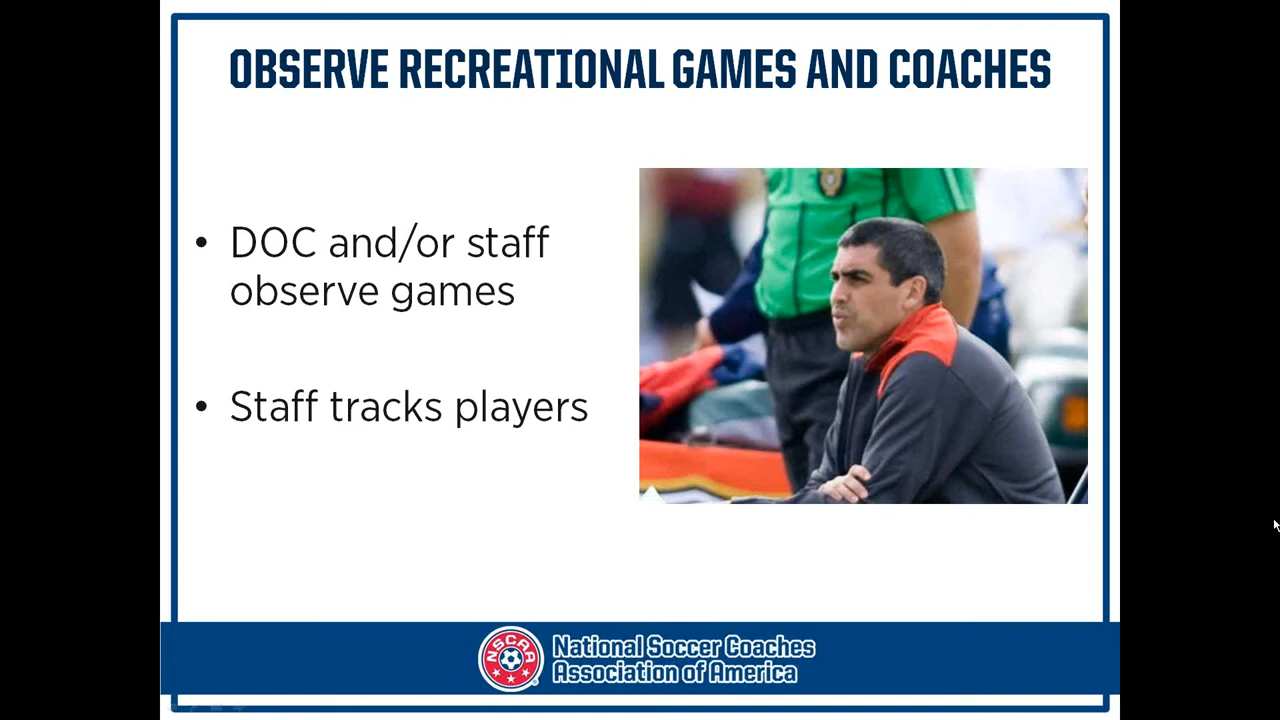 OBSERVE RECREATIONAL GAMES AND COACHES
• DOC and/or staff
observe games
• Staff tracks players
NSCAA
National Soccer Coaches
Association of America